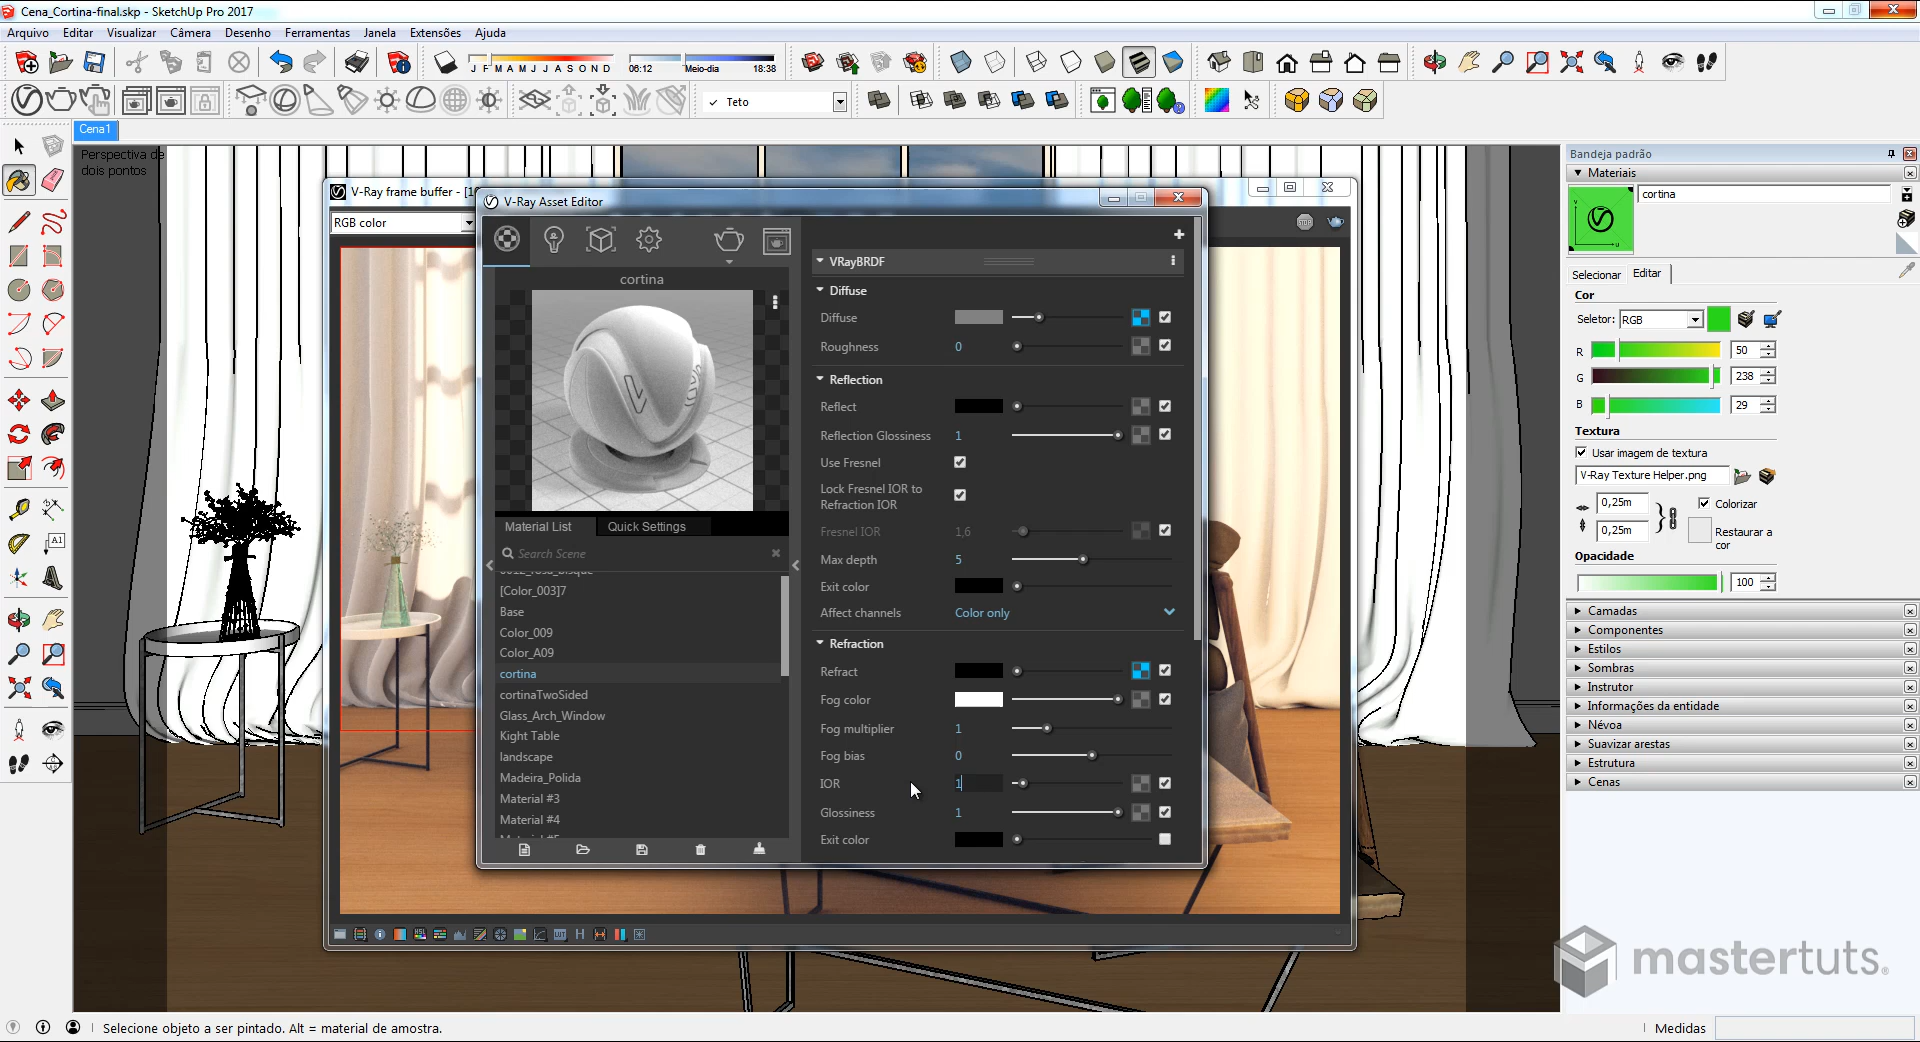 Cena_Cortina-final.skp - SketchUp Pro 2017
Arquivo Editar Visualizar Câmera Desenho Ferramentas Janela Extensões Ajuda
J F M A M J J A S O N D 06:12 Meio-dia 18:38
Teto
Cena1
Perspectiva de
dois pontos
V-Ray frame buffer - [10
RGB color
V-Ray Asset Editor
cortina
Material List Quick Settings
Search Scene
[Color_003]7
Base
Color_009
Color_A09
cortina
cortinaTwoSided
Glass_Arch_Window
Kight Table
landscape
Madeira_Polida
Material #3
Material #4
VRayBRDF
Diffuse
Diffuse
Roughness 0
Reflection
Reflect
Reflection Glossiness 1
Use Fresnel
Lock Fresnel IOR to
Refraction IOR
Fresnel IOR 1,6
Max depth 5
Exit color
Affect channels Color only
Refraction
Refract
Fog color
Fog multiplier 1
Fog bias 0
IOR 1
Glossiness 1
Exit color
STOP
Bandeja padrão
Materiais
cortina
Selecionar Editar
Cor
Seletor: RGB
R 50
G 238
B 29
Textura
Usar imagem de textura
V-Ray Texture Helper.png
0,25m Colorizar
0,25m Restaurar a
cor
Opacidade
100
Camadas
Componentes
Estilos
Sombras
Instrutor
Informações da entidade
Névoa
Suavizar arestas
Estrutura
Cenas
mastertuts.
Selecione objeto a ser pintado. Alt = material de amostra.
Medidas